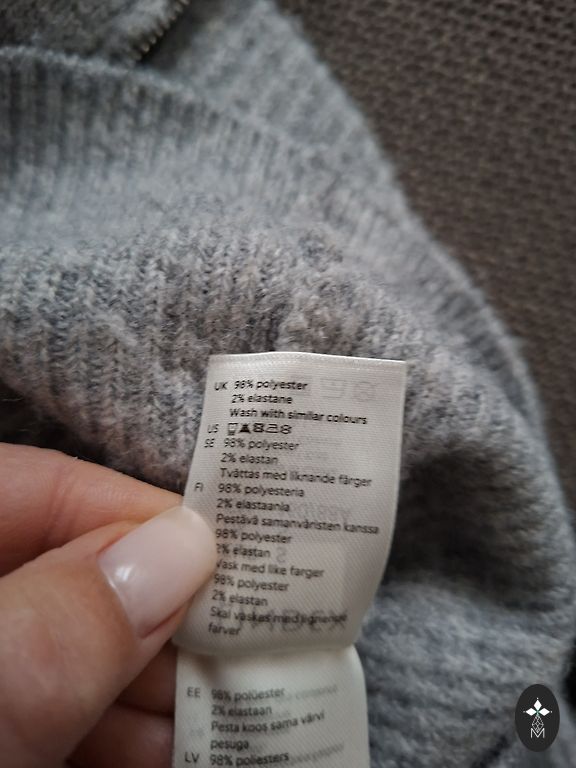 UK 98% polyester
2% elastane
Wash with similar colours
US
SE 98% polyester
2% elastan
Tvättas med liknande färger
FI 98% polyesteria
2% elastaania
Pestävä samanväristen kanssa
98% polyester
2% elastan
Vask med like farger
98% polyester
2% elastan
Skal vaskes med lignende
farver
EE 98% polüester
2% elastaan
Pesta koos sama värvi
pesuga
LV 98% poliesters
M